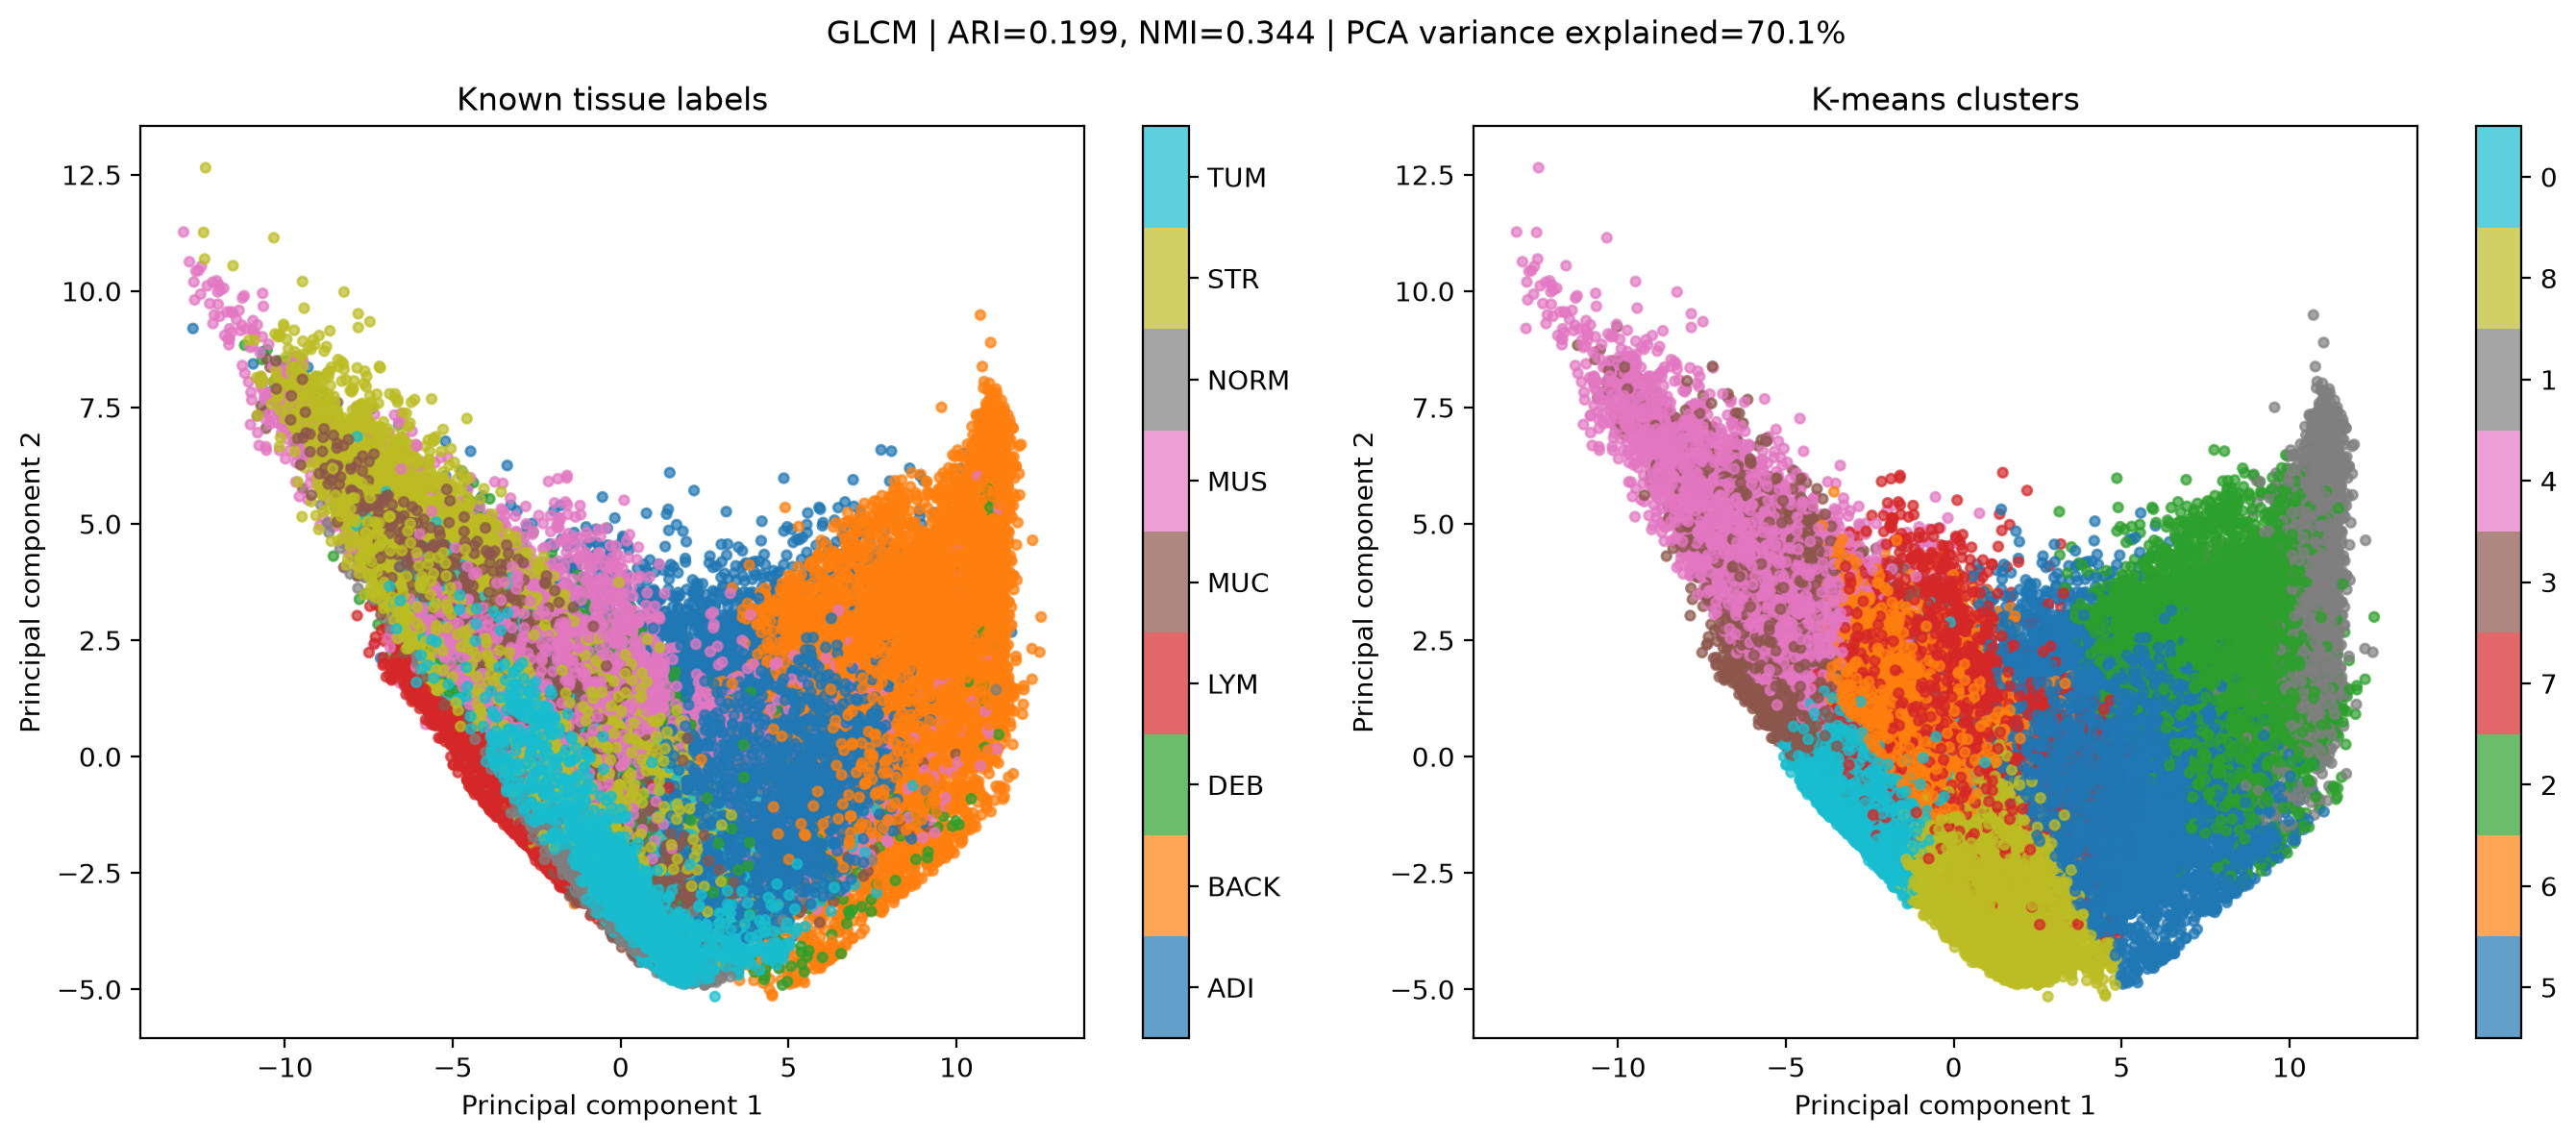 GLCM | ARI=0.199, NMI=0.344 | PCA variance explained=70.1%
Known tissue labels
12.5
10.0
7.5
5.0
2.5
0.0
−2.5
−5.0
Principal component 2
−10
−5
0
5
10
Principal component 1
TUM
STR
NORM
MUS
MUC
LYM
DEB
BACK
ADI
K-means clusters
12.5
10.0
7.5
5.0
2.5
0.0
−2.5
−5.0
Principal component 2
−10
−5
0
5
10
Principal component 1
0
8
1
4
3
7
2
6
5